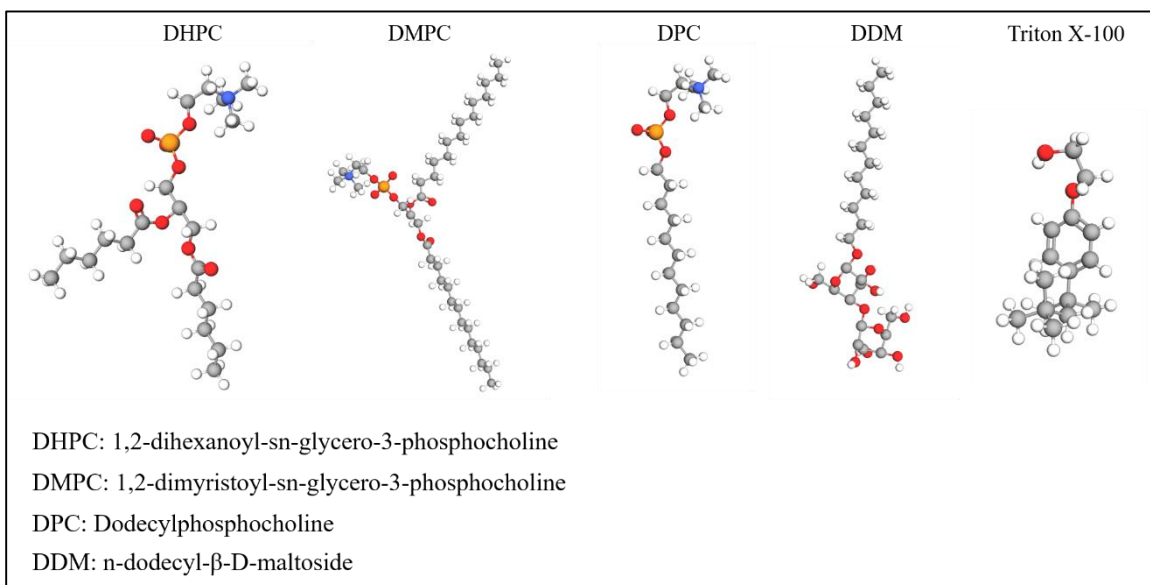 DHPC DMPC DPC DDM Triton X-100
DHPC: 1,2-dihexanoyl-sn-glycero-3-phosphocholine
DMPC: 1,2-dimyristoyl-sn-glycero-3-phosphocholine
DPC: Dodecylphosphocholine
DDM: n-dodecyl-β-D-maltoside